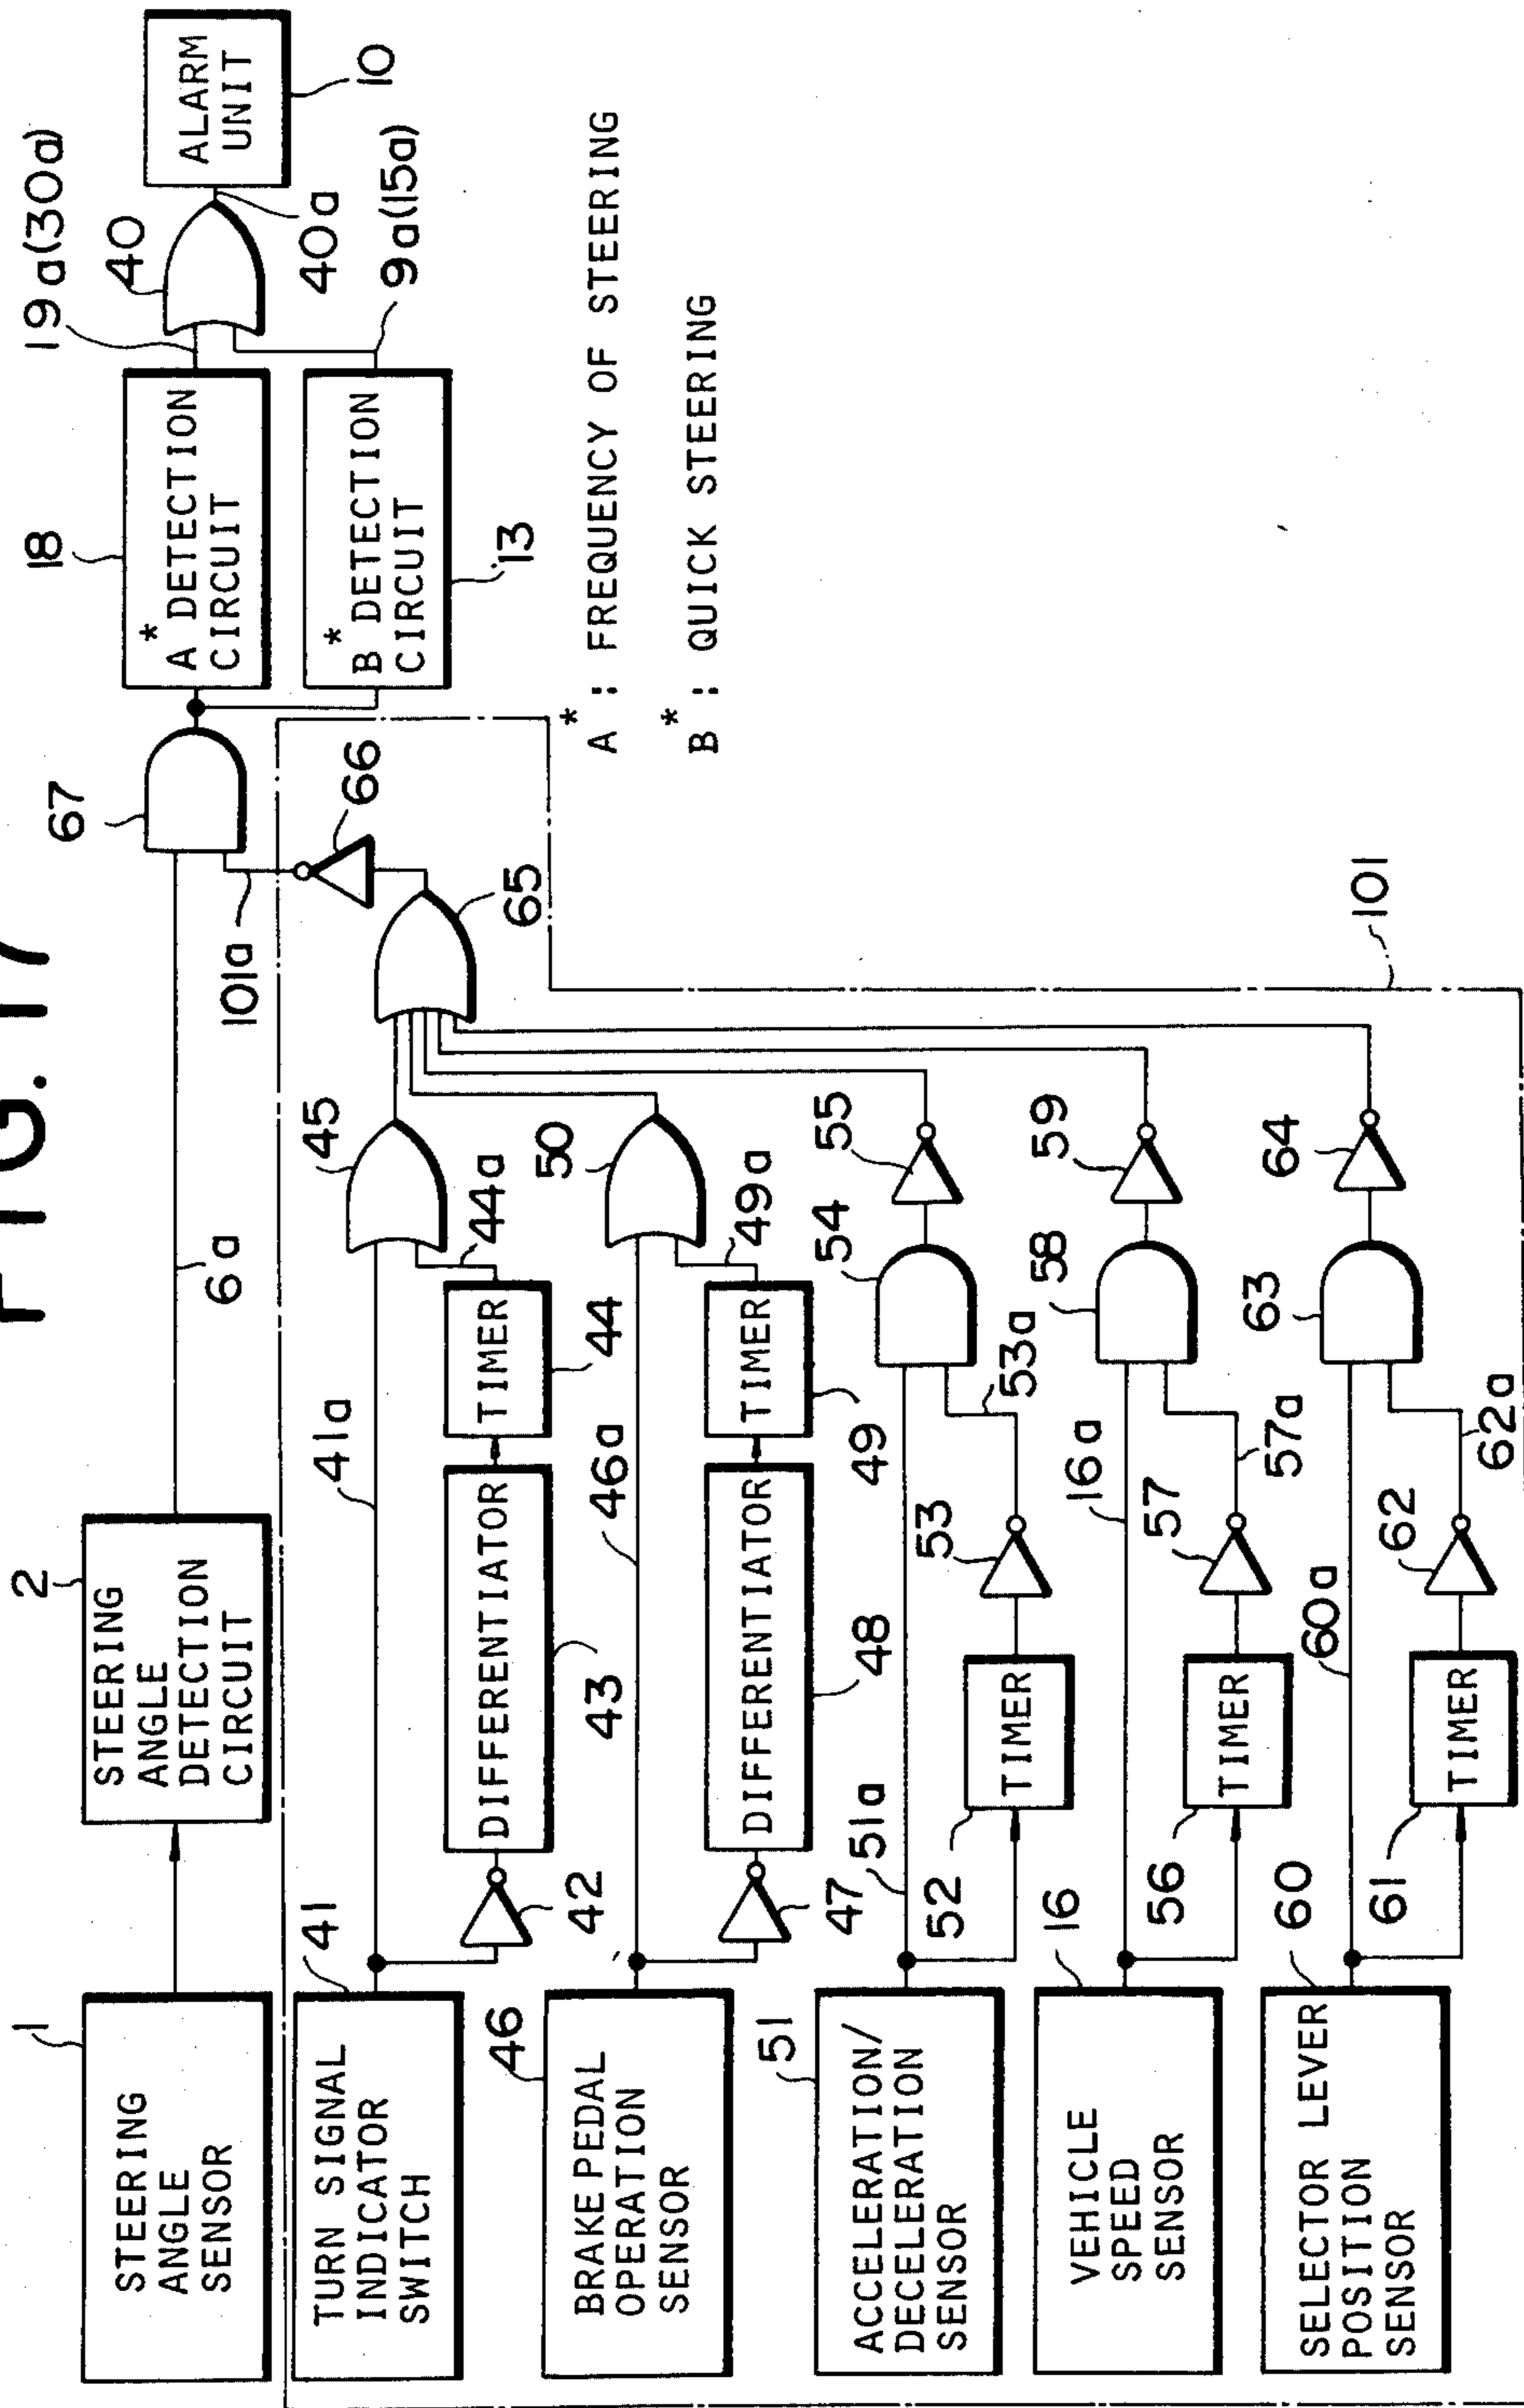 FIG. 17
1
STEERING
ANGLE
SENSOR
2
STEERING
ANGLE
DETECTION
CIRCUIT
6a
67
18
A* DETECTION
CIRCUIT
B* DETECTION
CIRCUIT
13
19a(30a)
40
40a
9a(15a)
ALARM
UNIT
10
A* : FREQUENCY OF STEERING
B* : QUICK STEERING
101a
66
65
101
41
TURN SIGNAL
INDICATOR
SWITCH
41a
42
DIFFERENTIATOR
43
TIMER
44
44a
45
46
BRAKE PEDAL
OPERATION
SENSOR
46a
47
DIFFERENTIATOR
48
TIMER
49
49a
50
51
ACCELERATION/
DECELERATION
SENSOR
51a
52
TIMER
53
53a
54
55
16
VEHICLE
SPEED
SENSOR
16a
56
TIMER
57
57a
58
59
60
SELECTOR LEVER
POSITION
SENSOR
60a
61
TIMER
62
62a
63
64